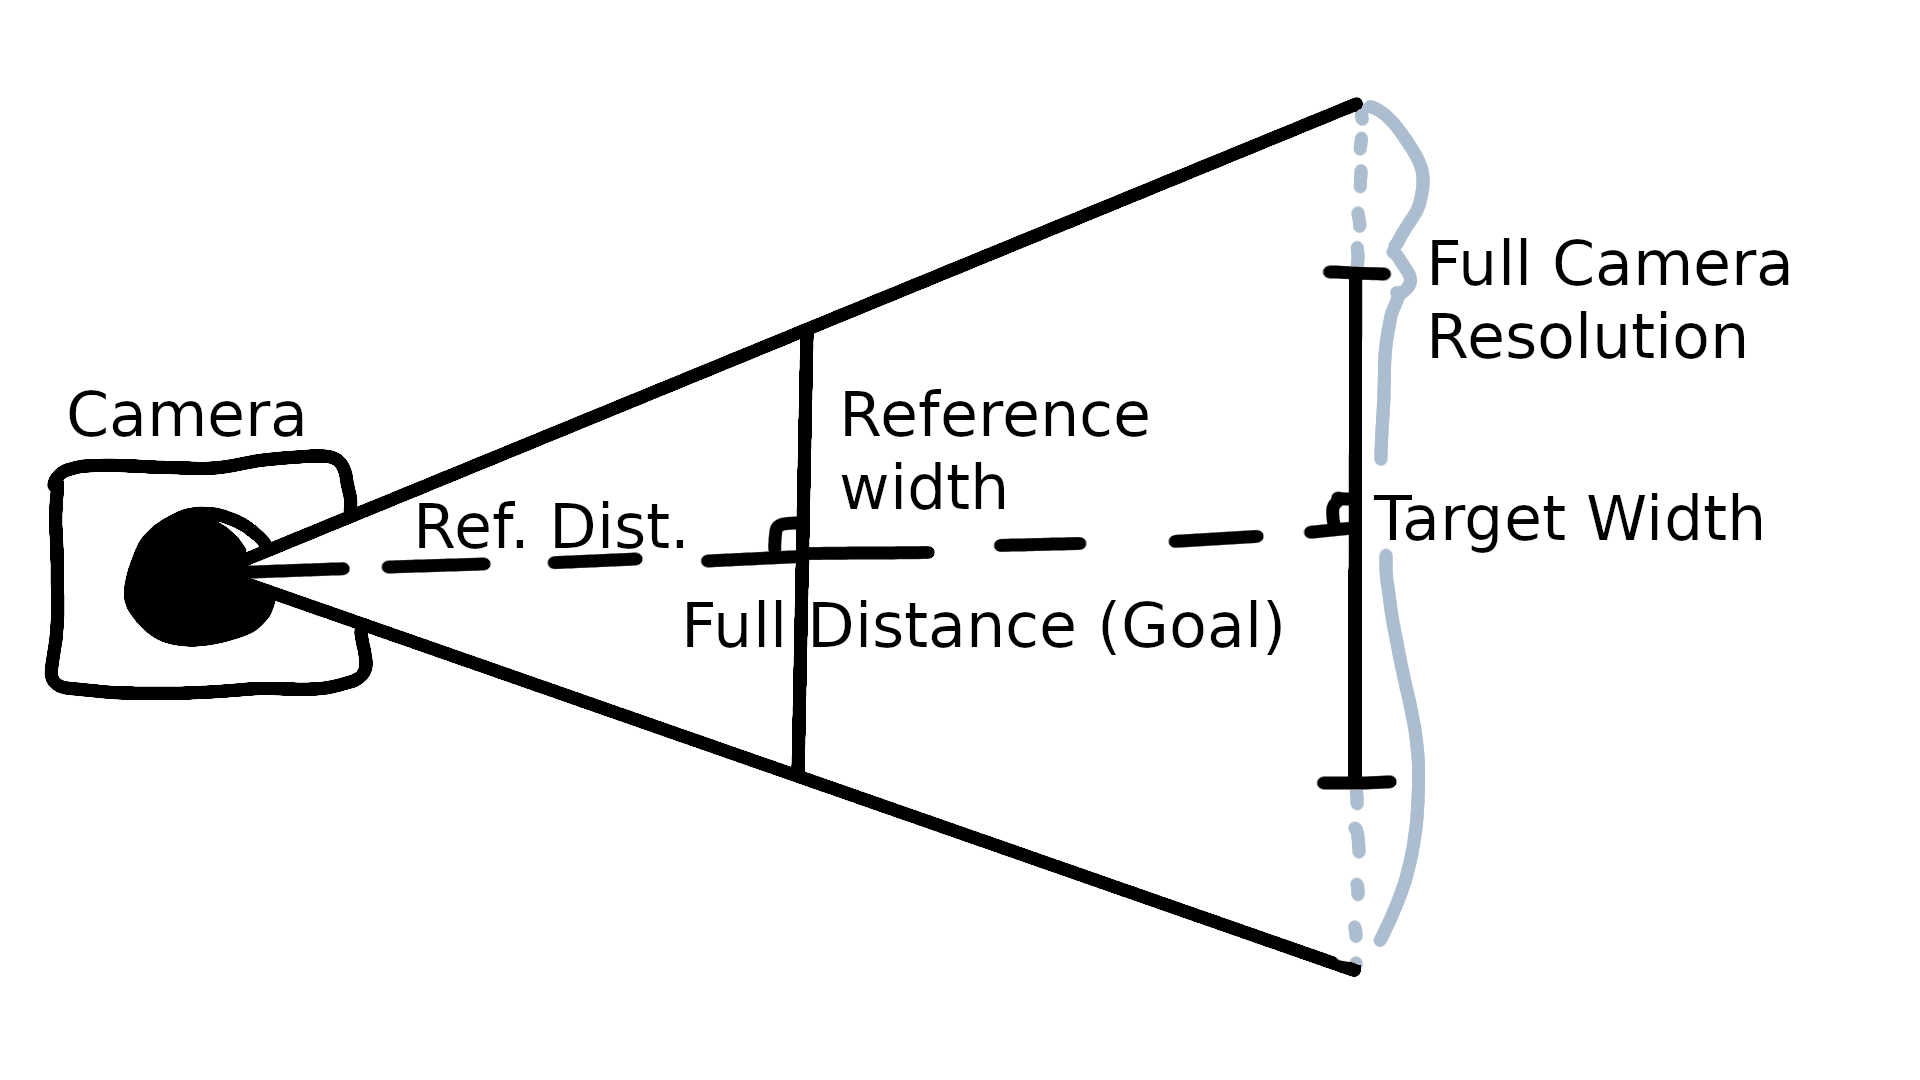 Camera
Ref. Dist.
Reference
width
Full Distance (Goal)
Full Camera
Resolution
Target Width